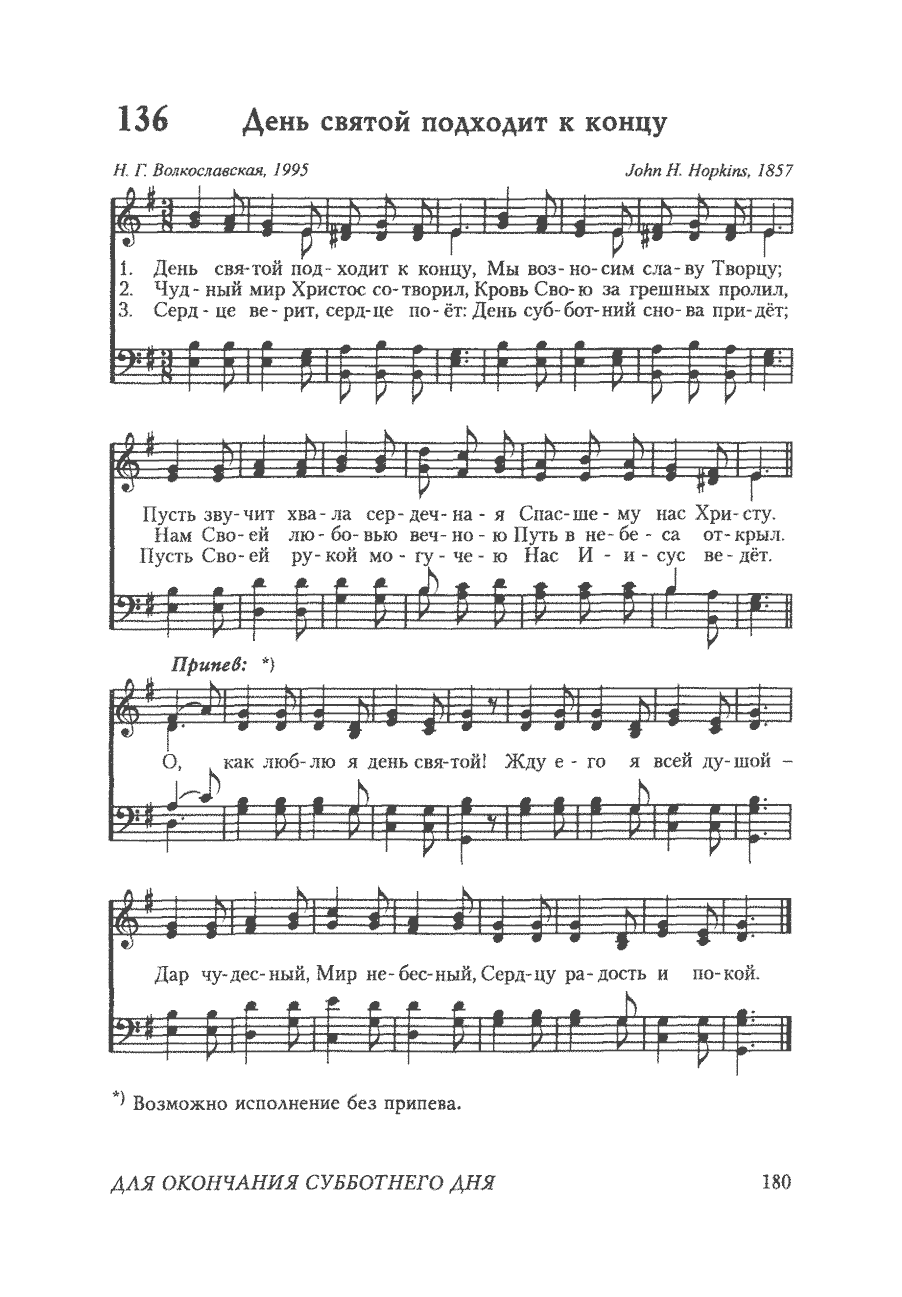 136 День святой подходит к концу
Н. Г. Волкославская, 1995 John H. Hopkins, 1857
1. День свя-той под- ходит к концу, Мы воз- но- сим сла- ву Творцу;
2. Чуд - ный мир Христос со-творил, Кровь Сво- ю за грешных пролил,
3. Серд - це ве - рит, серд-це по - ёт: День суб- бот-ний сно- ва при- дёт;
Пусть зву- чит хва - ла сер - деч- на - я Спас-ше - му нас Хри- сту.
Нам Сво- ей лю - бо- вью веч- но - ю Путь в не- бе - са от- крыл.
Пусть Сво- ей ру - кой мо - гу - че - ю Нас И - и - сус ве - дёт.
Припев: *)
О, как люб- лю я день свя-той! Жду е - го я всей ду- шой –
Дар чу- дес- ный, Мир не- бес-ный, Серд- цу ра- дость и по- кой.
*) Возможно исполнение без припева.
ДЛЯ ОКОНЧАНИЯ СУББОТНЕГО ДНЯ 180